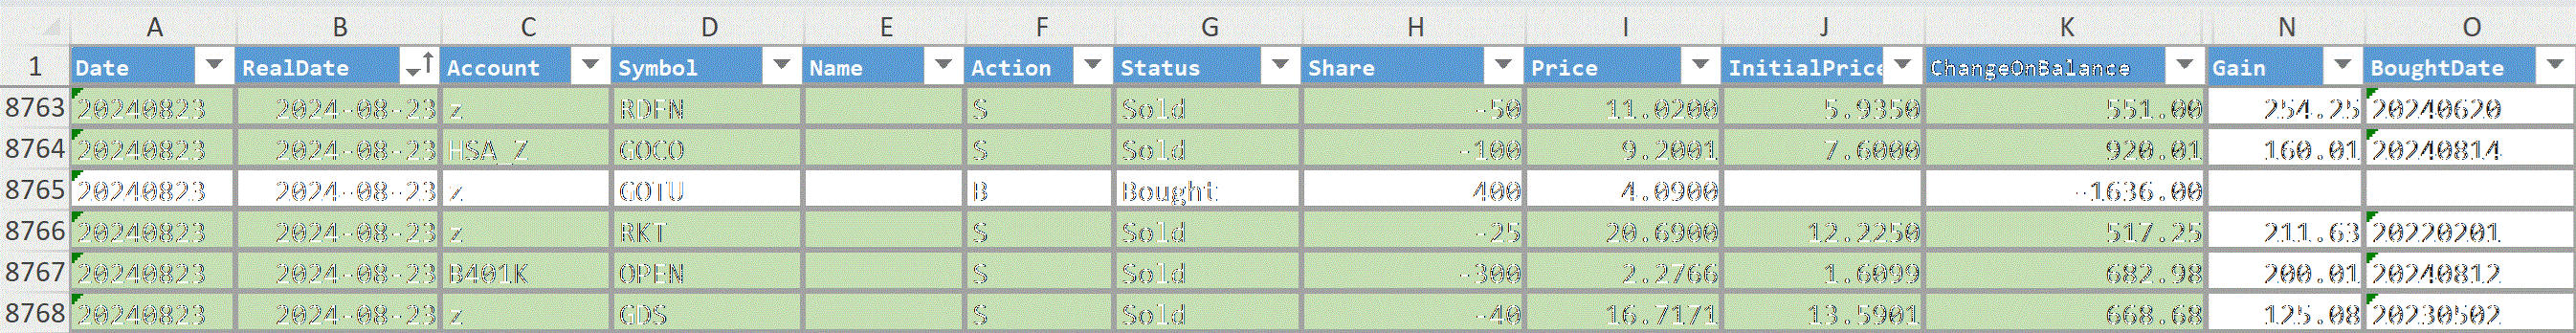 A B C D E F G H I J K N O
1 Date RealDate Account Symbol Name Action Status Share Price InitialPrice ChangeOnBalance Gain BoughtDate
8763 20240823 2024-08-23 z RDFN S Sold -50 11.0200 5.9350 551.00 254.25 20240620
8764 20240823 2024-08-23 HSA_Z GOCO S Sold -100 9.2001 7.6000 920.01 160.01 20240814
8765 20240823 2024-08-23 z GOTU B Bought 400 4.0900 -1636.00
8766 20240823 2024-08-23 z RKT S Sold -25 20.6900 12.2250 517.25 211.63 20220201
8767 20240823 2024-08-23 B401K OPEN S Sold -300 2.2766 1.6099 682.98 200.01 20240812
8768 20240823 2024-08-23 z GDS S Sold -40 16.7171 13.5901 668.68 125.08 20230502